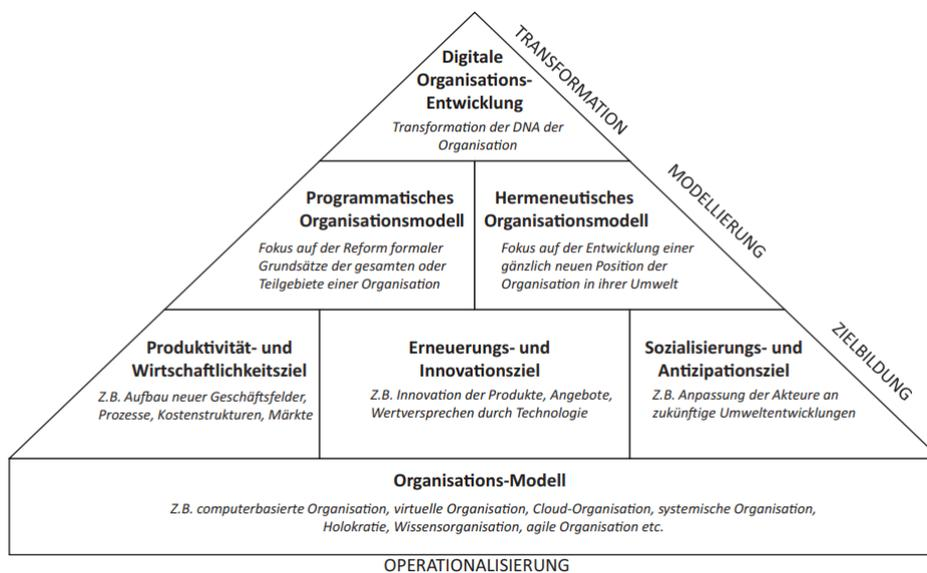 Digitale
Organisations-
Entwicklung
Transformation der DNA der
Organisation
TRANSFORMATION
Programmatisches
Organisationsmodell
Fokus auf der Reform formaler
Grundsätze der gesamten oder
Teilgebiete einer Organisation
Hermeneutisches
Organisationsmodell
Fokus auf der Entwicklung einer
gänzlich neuen Position der
Organisation in ihrer Umwelt
MODELLIERUNG
Produktivität- und
Wirtschaftlichkeitsziel
Z.B. Aufbau neuer Geschäftsfelder,
Prozesse, Kostenstrukturen, Märkte
Erneuerungs- und
Innovationsziel
Z.B. Innovation der Produkte, Angebote,
Wertversprechen durch Technologie
Sozialisierungs- und
Antizipationsziel
Z.B. Anpassung der Akteure an
zukünftige Umweltentwicklungen
ZIELBILDUNG
Organisations-Modell
Z.B. computerbasierte Organisation, virtuelle Organisation, Cloud-Organisation, systemische Organisation,
Holokratie, Wissensorganisation, agile Organisation etc.
OPERATIONALISIERUNG